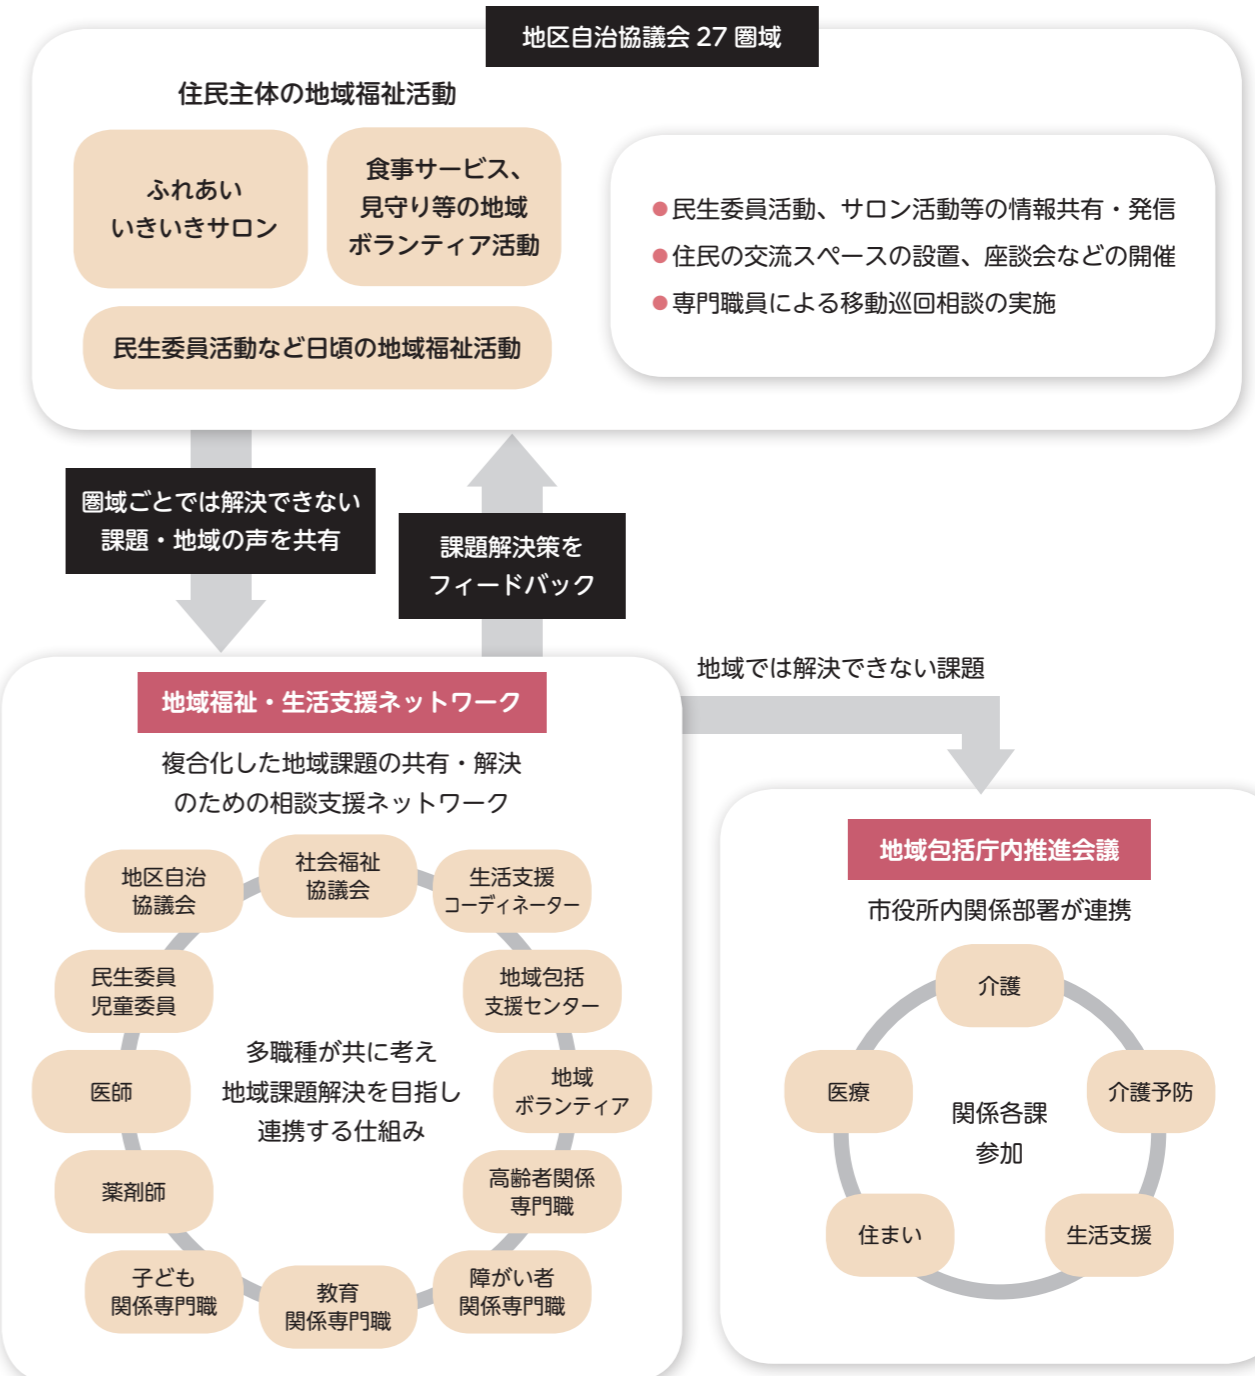 地区自治協議会 27 圏域
住民主体の地域福祉活動
ふれあい
いきいきサロン
食事サービス、
見守り等の地域
ボランティア活動
民生委員活動など日頃の地域福祉活動
●民生委員活動、サロン活動等の情報共有・発信
●住民の交流スペースの設置、座談会などの開催
●専門職員による移動巡回相談の実施
圏域ごとでは解決できない
課題・地域の声を共有
課題解決策を
フィードバック
地域福祉・生活支援ネットワーク
複合化した地域課題の共有・解決
のための相談支援ネットワーク
社会福祉
協議会
生活支援
コーディネーター
地域包括
支援センター
地域
ボランティア
高齢者関係
専門職
障がい者
関係専門職
教育
関係専門職
子ども
関係専門職
薬剤師
医師
民生委員
児童委員
地区自治
協議会
多職種が共に考え
地域課題解決を目指し
連携する仕組み
地域では解決できない課題
地域包括庁内推進会議
市役所内関係部署が連携
介護
介護予防
生活支援
住まい
医療
関係各課
参加